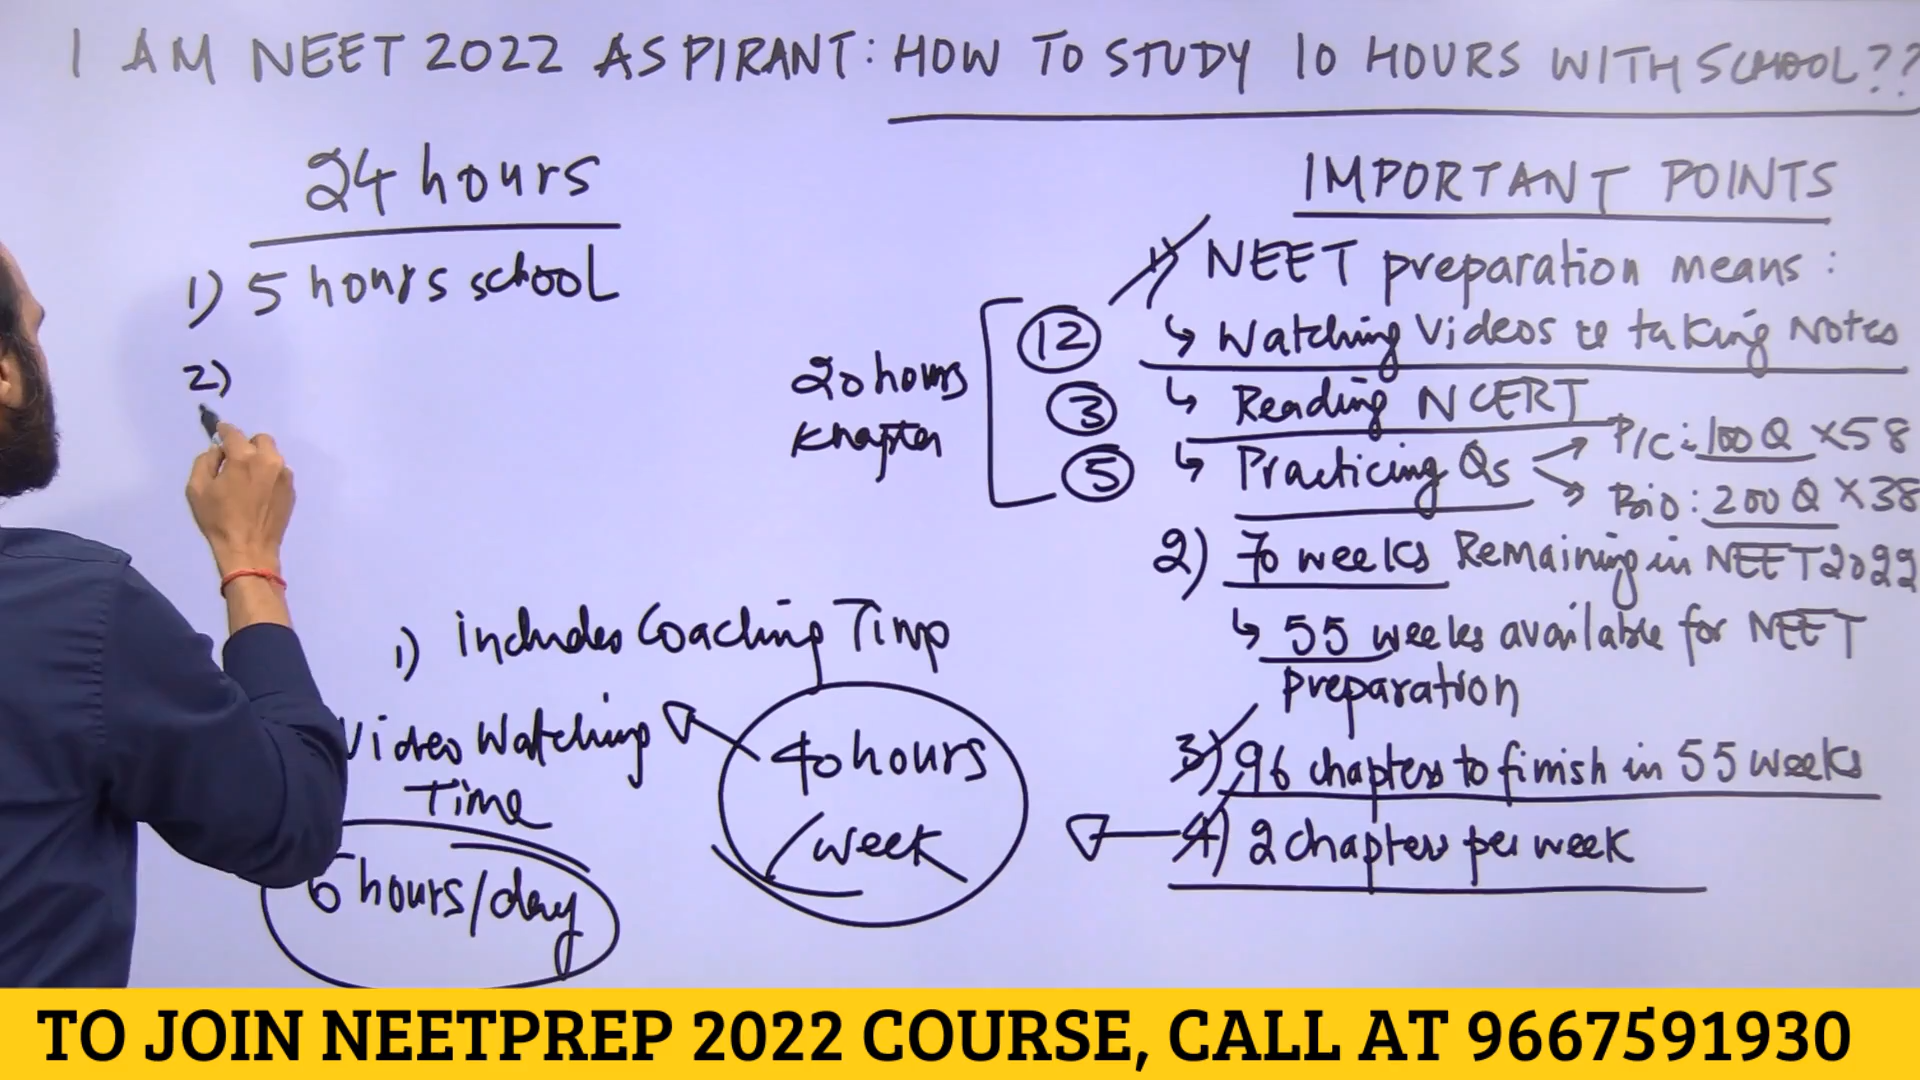 I AM NEET 2022 ASPIRANT: HOW TO STUDY 10 HOURS WITH SCHOOL??
24 hours
1) 5 hours school
2)
IMPORTANT POINTS
1) NEET preparation means:
12 ↳ Watching Videos & taking Notes
3 ↳ Reading NCERT
5 ↳ Practicing Qs
P/C: 100 Q X58
Bio: 200 Q X38
20 hours
2) 70 weeks Remaining in NEET 2022
↳ 55 weeks available for NEET
preparation
3) 96 chapters to finish in 55 weeks
4) 2 chapters per week
40 hours
/week
1) includes Coaching
Video Watching
Time
6 hours/day
TO JOIN NEETPREP 2022 COURSE, CALL AT 9667591930